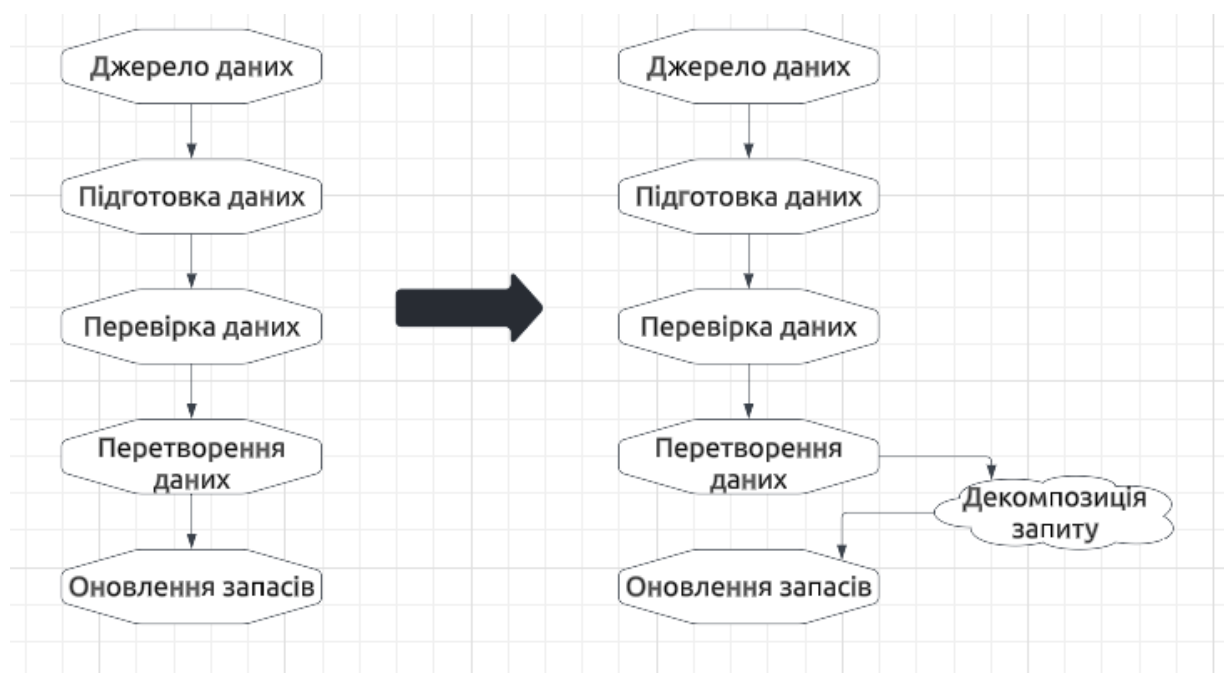 Джерело даних
Підготовка даних
Перевірка даних
Перетворення
даних
Оновлення запасів
Джерело даних
Підготовка даних
Перевірка даних
Перетворення
даних
Декомпозиція
запиту
Оновлення запасів